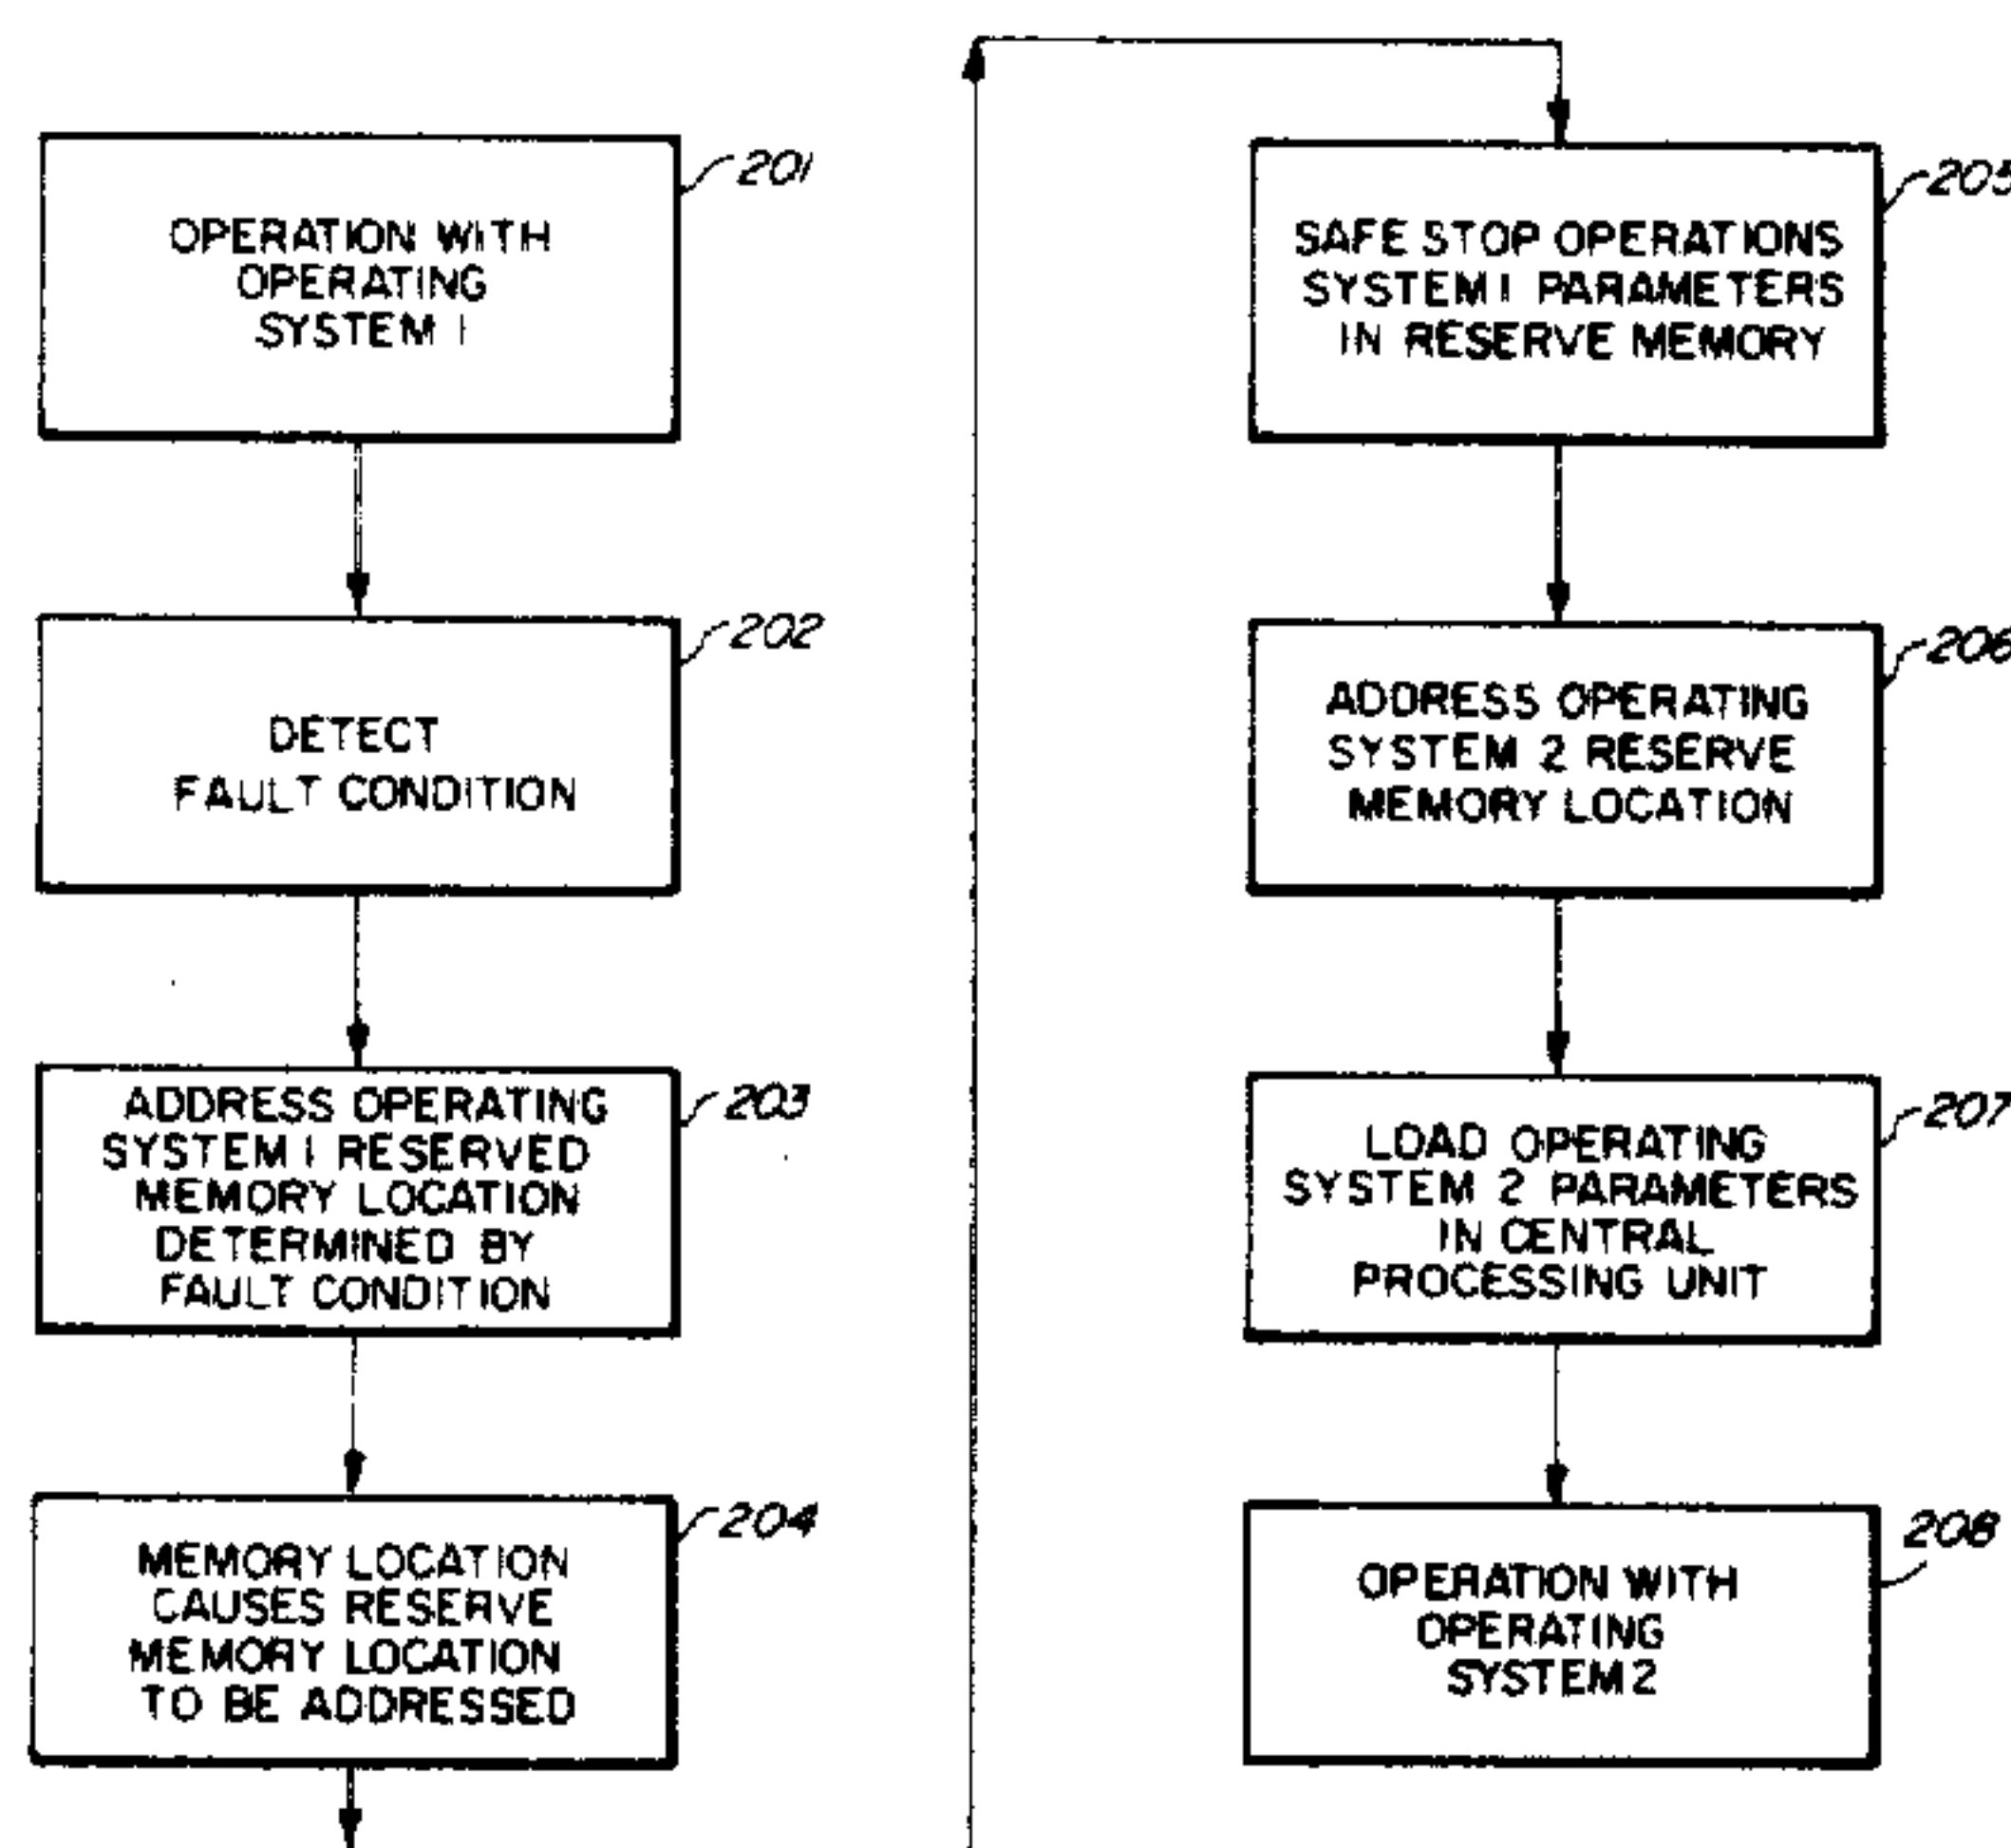 201
OPERATION WITH
OPERATING
SYSTEM 1
202
DETECT
FAULT CONDITION
203
ADDRESS OPERATING
SYSTEM 1 RESERVED
MEMORY LOCATION
DETERMINED BY
FAULT CONDITION
204
MEMORY LOCATION
CAUSES RESERVE
MEMORY LOCATION
TO BE ADDRESSED
205
SAFE STOP OPERATIONS
SYSTEM 1 PARAMETERS
IN RESERVE MEMORY
206
ADDRESS OPERATING
SYSTEM 2 RESERVE
MEMORY LOCATION
207
LOAD OPERATING
SYSTEM 2 PARAMETERS
IN CENTRAL
PROCESSING UNIT
208
OPERATION WITH
OPERATING
SYSTEM 2